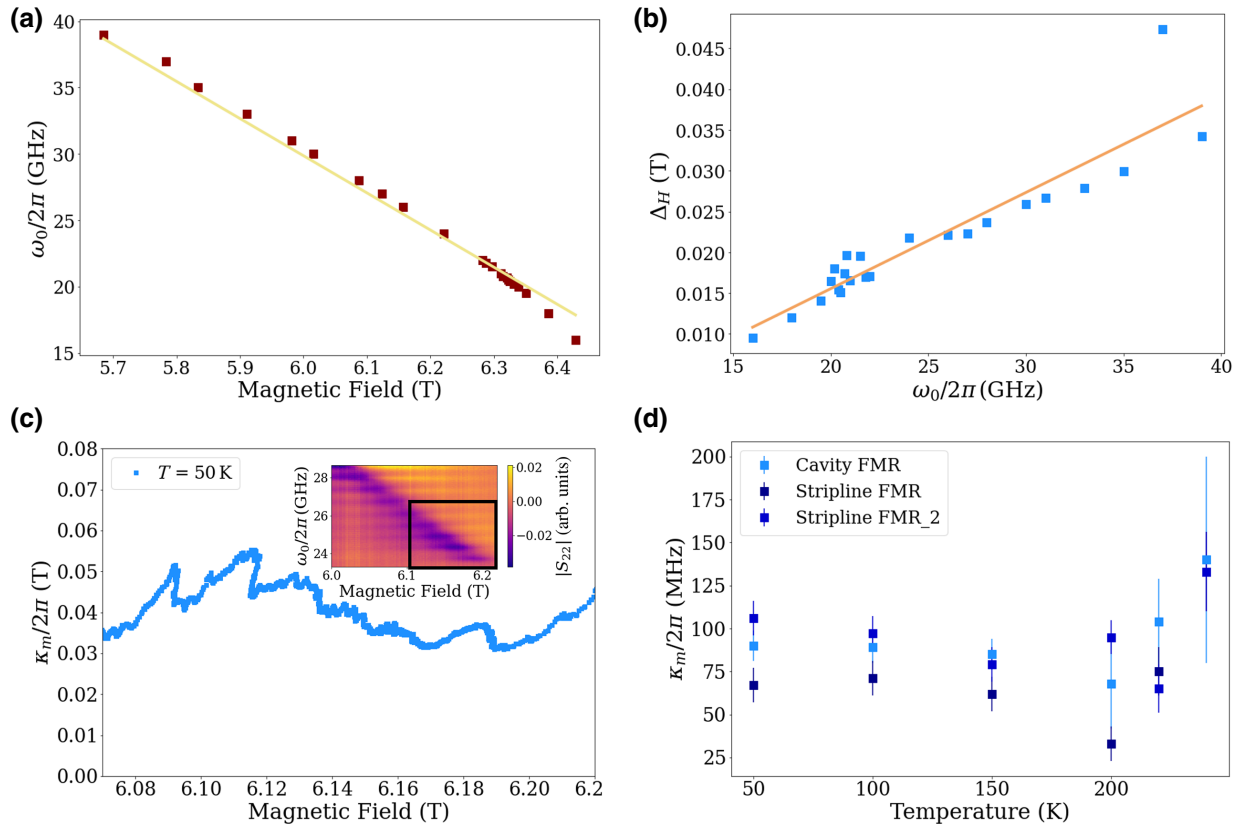 (a)
40
35
30
25
20
15
ω₀/2π (GHz)
5.7 5.8 5.9 6.0 6.1 6.2 6.3 6.4
Magnetic Field (T)
(b)
0.045
0.040
0.035
0.030
0.025
0.020
0.015
0.010
Δ_H (T)
15 20 25 30 35 40
ω₀/2π (GHz)
(c)
0.08
0.07
0.06
0.05
0.04
0.03
0.02
0.01
0.00
κ_m/2π (T)
T = 50 K
28
26
24
ω₀/2π (GHz)
6.0 6.1 6.2
Magnetic Field (T)
0.02
0.00
−0.02
|S₂₂| (arb. units)
6.08 6.10 6.12 6.14 6.16 6.18 6.20 6.2
Magnetic Field (T)
(d)
200
175
150
125
100
75
50
25
κ_m/2π (MHz)
Cavity FMR
Stripline FMR
Stripline FMR_2
50 100 150 200
Temperature (K)